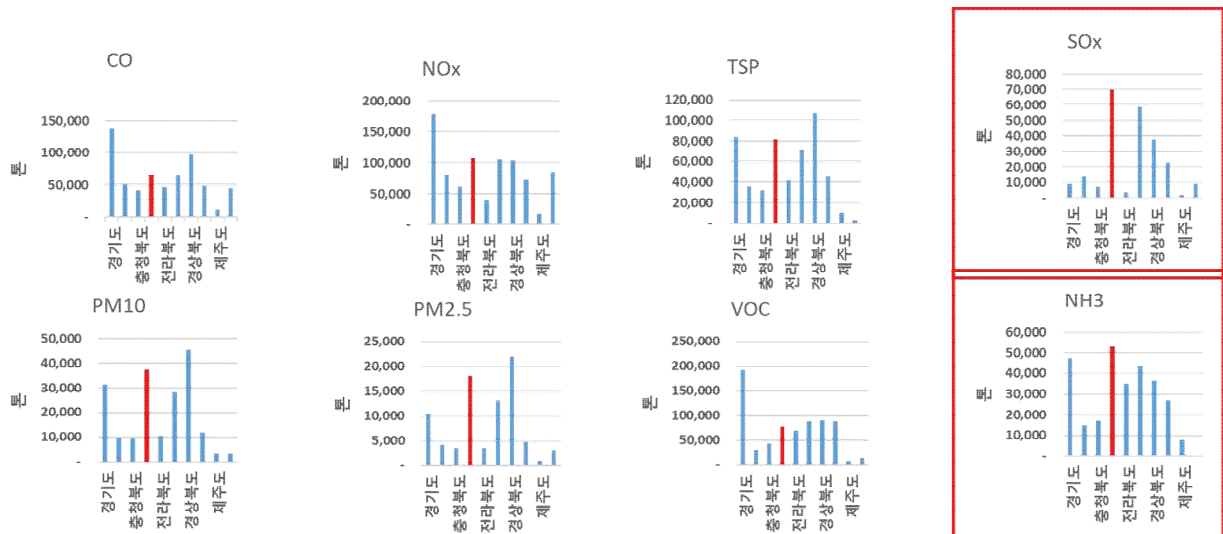 CO
150,000
100,000
50,000
-
톤
경기도
충청북도
전라북도
경상북도
제주도
NOx
200,000
150,000
100,000
50,000
-
톤
경기도
충청북도
전라북도
경상북도
제주도
TSP
120,000
100,000
80,000
60,000
40,000
20,000
-
톤
경기도
충청북도
전라북도
경상북도
제주도
SOx
80,000
70,000
60,000
50,000
40,000
30,000
20,000
10,000
-
톤
경기도
충청북도
전라북도
경상북도
제주도
PM10
50,000
40,000
30,000
20,000
10,000
-
톤
경기도
충청북도
전라북도
경상북도
제주도
PM2.5
25,000
20,000
15,000
10,000
5,000
-
톤
경기도
충청북도
전라북도
경상북도
제주도
VOC
250,000
200,000
150,000
100,000
50,000
-
톤
경기도
충청북도
전라북도
경상북도
제주도
NH3
60,000
50,000
40,000
30,000
20,000
10,000
-
톤
경기도
충청북도
전라북도
경상북도
제주도